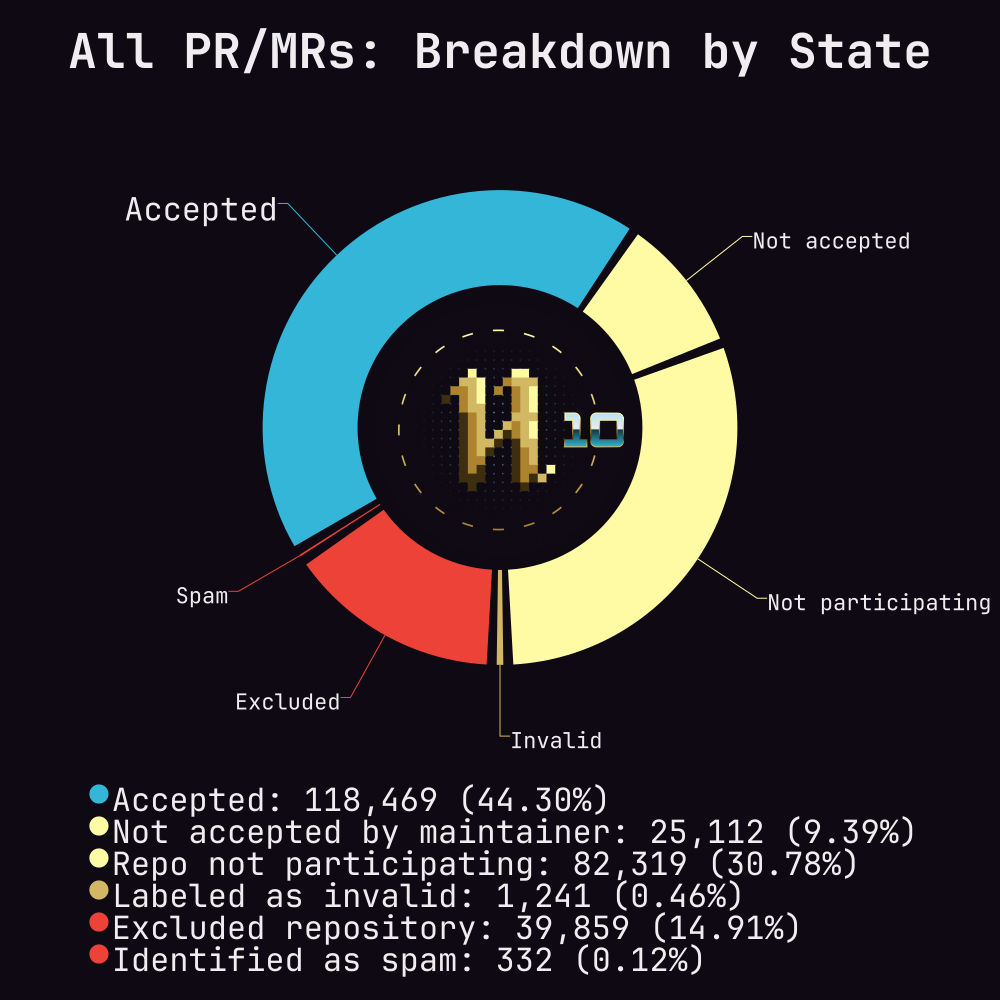 All PR/MRs: Breakdown by State
Accepted
Not accepted
10
Not participating
Spam
Excluded
Invalid
Accepted: 118,469 (44.30%)
Not accepted by maintainer: 25,112 (9.39%)
Repo not participating: 82,319 (30.78%)
Labeled as invalid: 1,241 (0.46%)
Excluded repository: 39,859 (14.91%)
Identified as spam: 332 (0.12%)